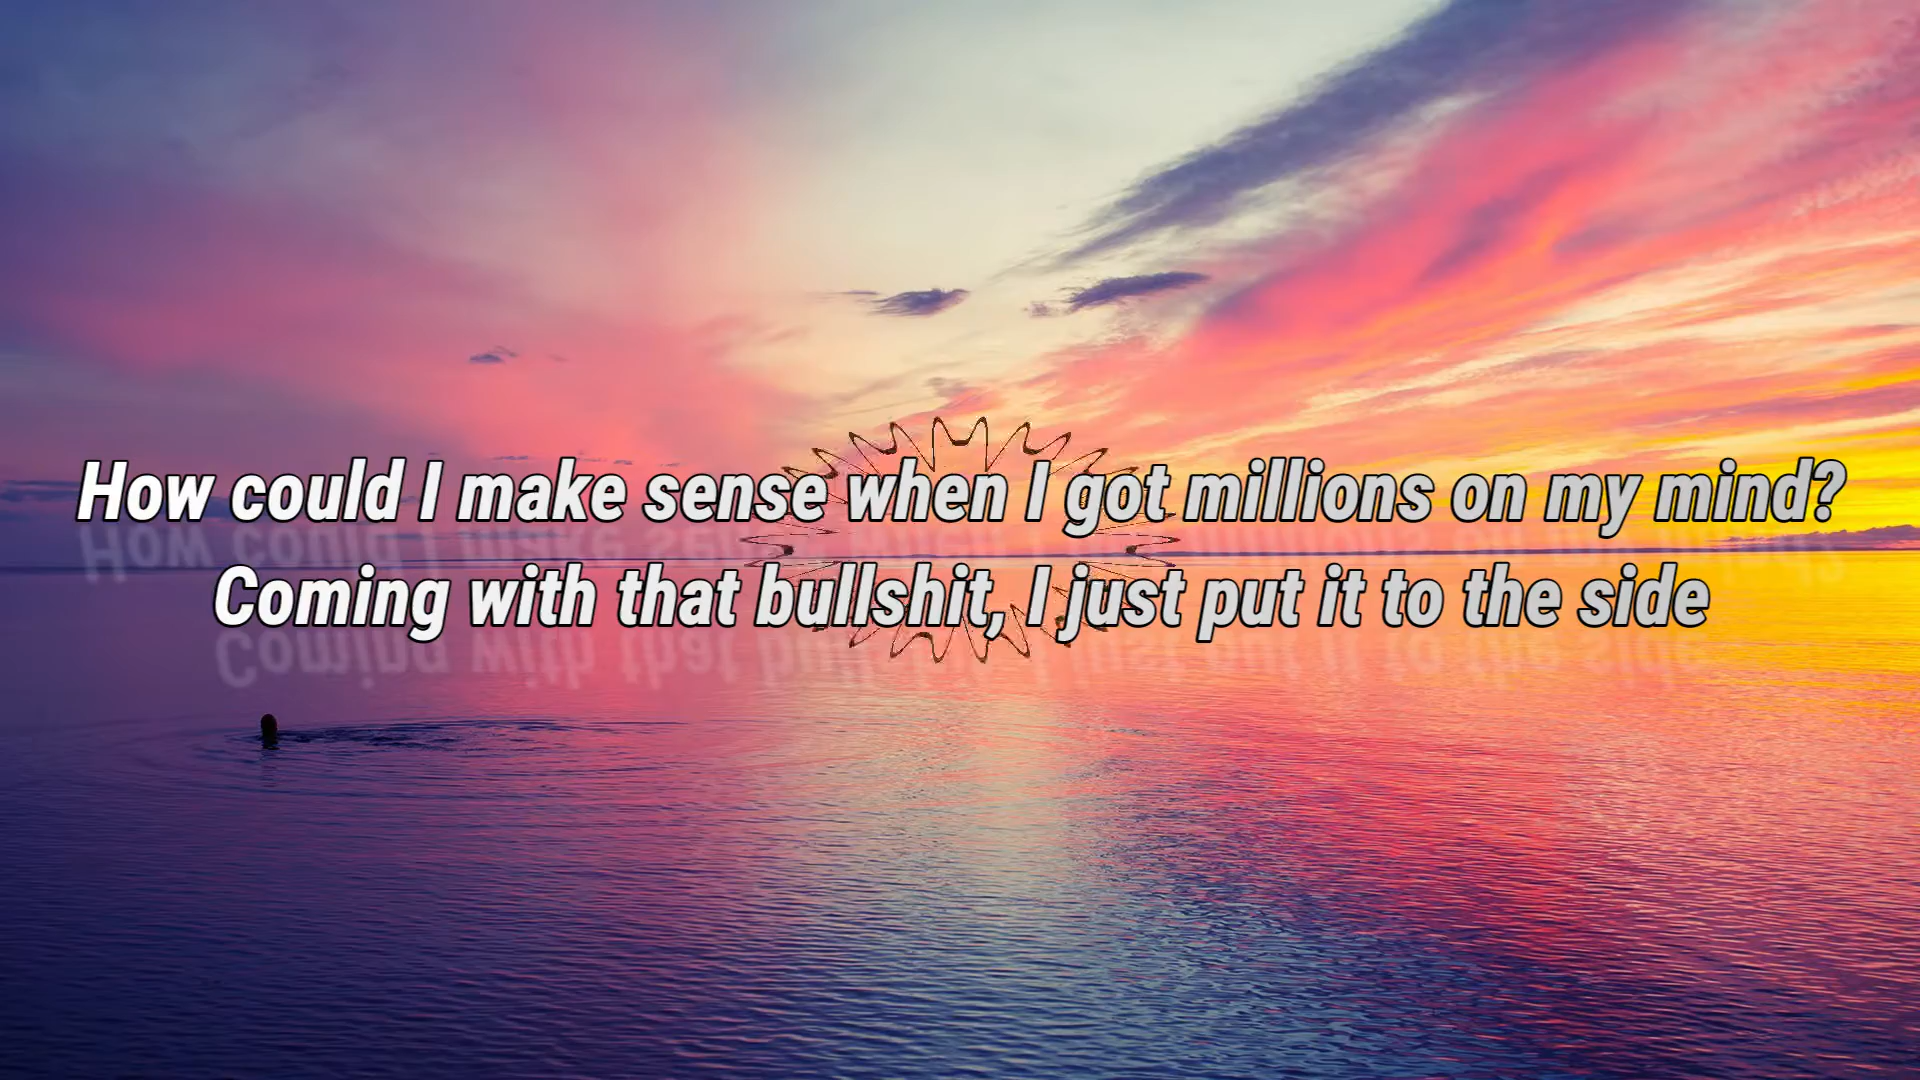 How could I make sense when I got millions on my mind?
Coming with that bullshit, I just put it to the side